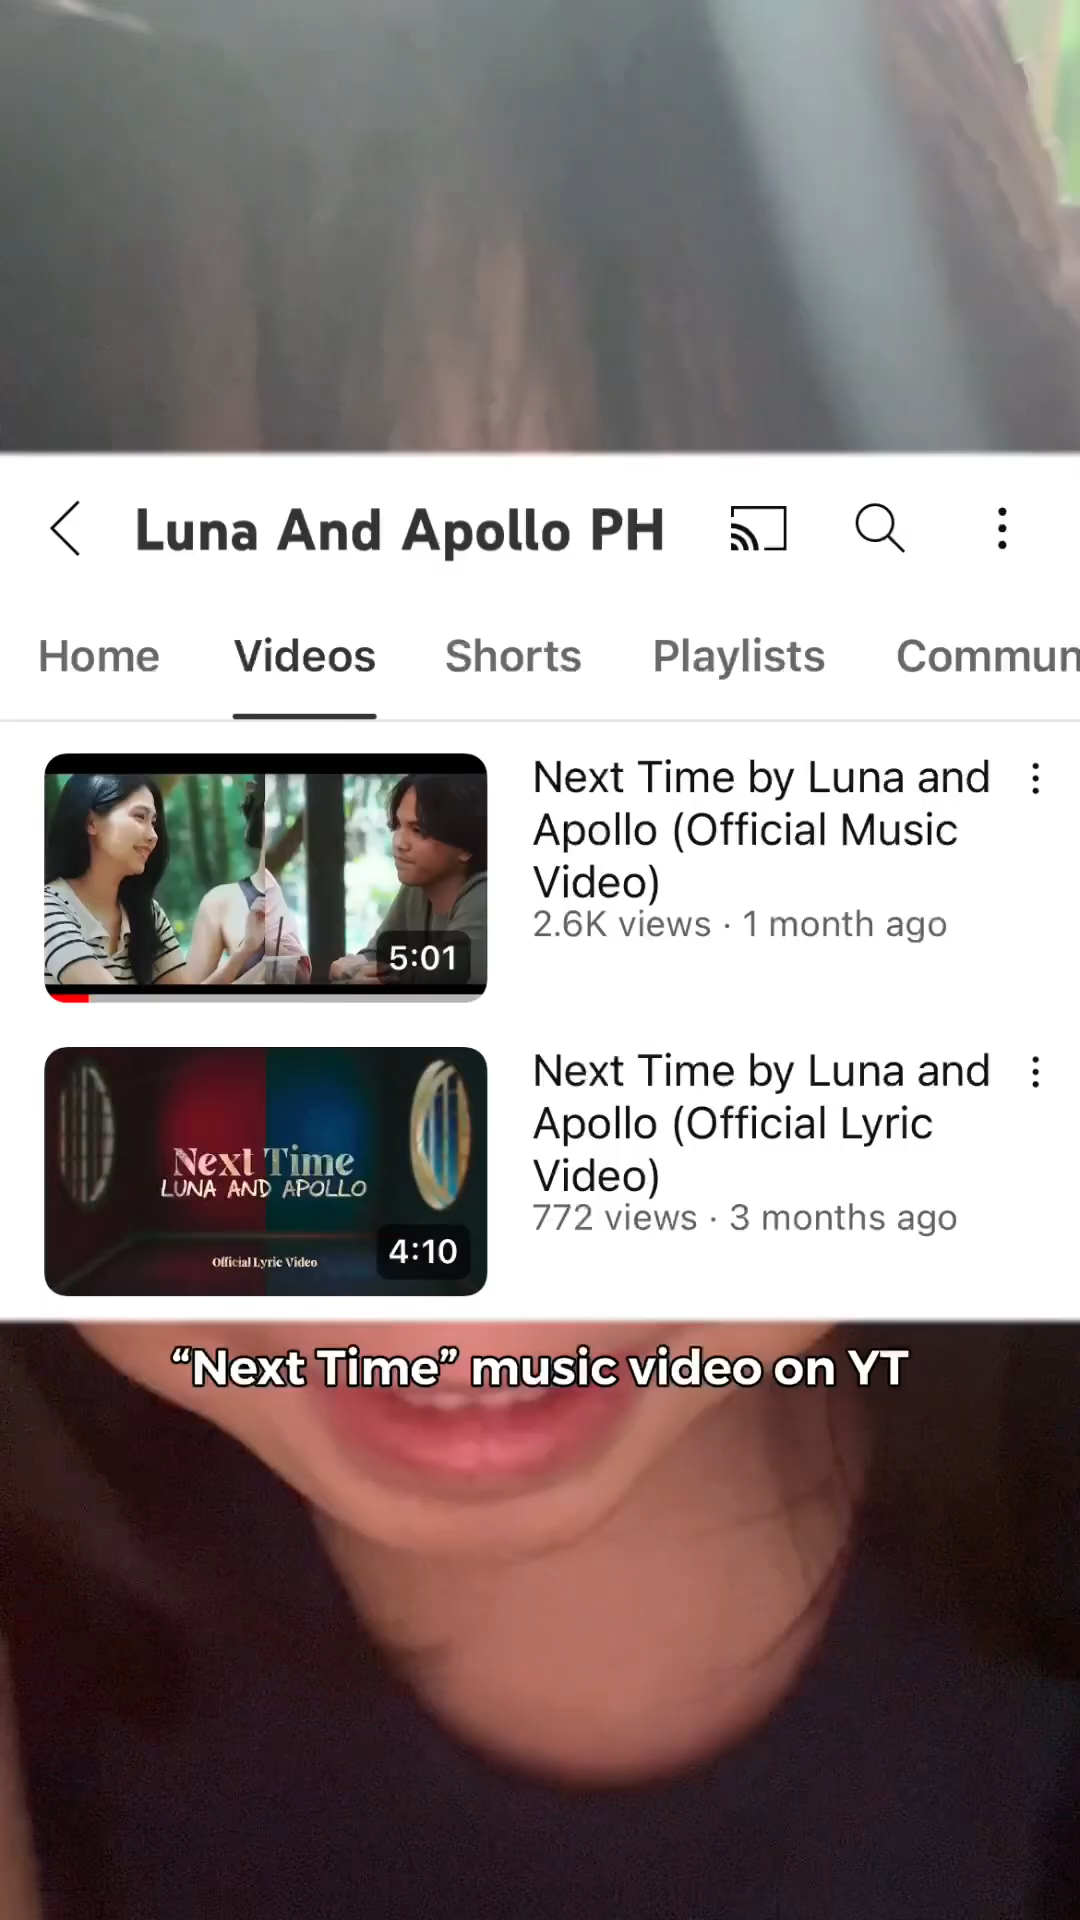 Luna And Apollo PH
Home Videos Shorts Playlists Commun
Next Time by Luna and
Apollo (Official Music
Video)
2.6K views · 1 month ago
5:01
Next Time
LUNA AND APOLLO
Official Lyric Video
4:10
Next Time by Luna and
Apollo (Official Lyric
Video)
772 views · 3 months ago
“Next Time” music video on YT